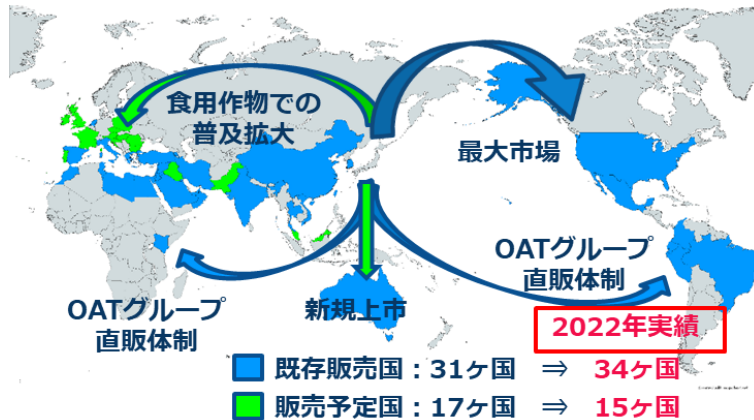 食用作物での
普及拡大
最大市場
OATグループ
直販体制
OATグループ
直販体制
新規上市
2022年実績
既存販売国：31ヶ国 ⇒ 34ヶ国
販売予定国：17ヶ国 ⇒ 15ヶ国